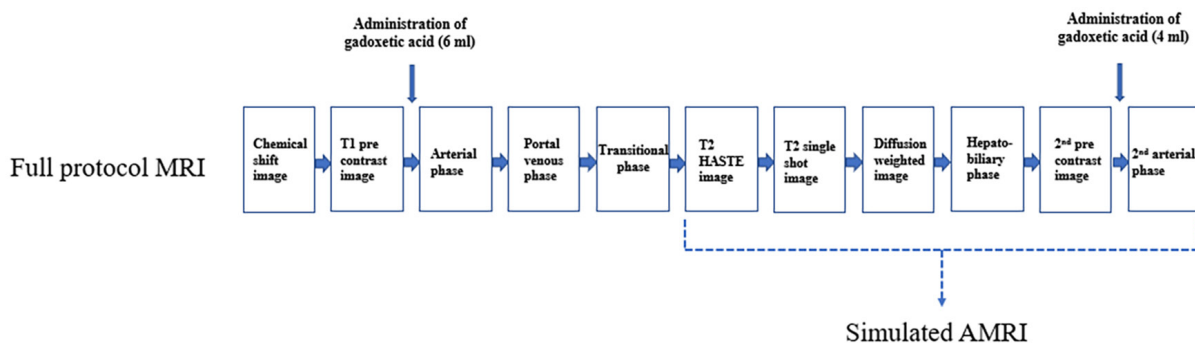 Administration of
gadoxetic acid (6 ml)
Administration of
gadoxetic acid (4 ml)
Full protocol MRI
Chemical
shift
image
T1 pre
contrast
image
Arterial
phase
Portal
venous
phase
Transitional
phase
T2
HASTE
image
T2 single
shot
image
Diffusion
weighted
image
Hepato-
biliary
phase
2nd pre
contrast
image
2nd arterial
phase
Simulated AMRI